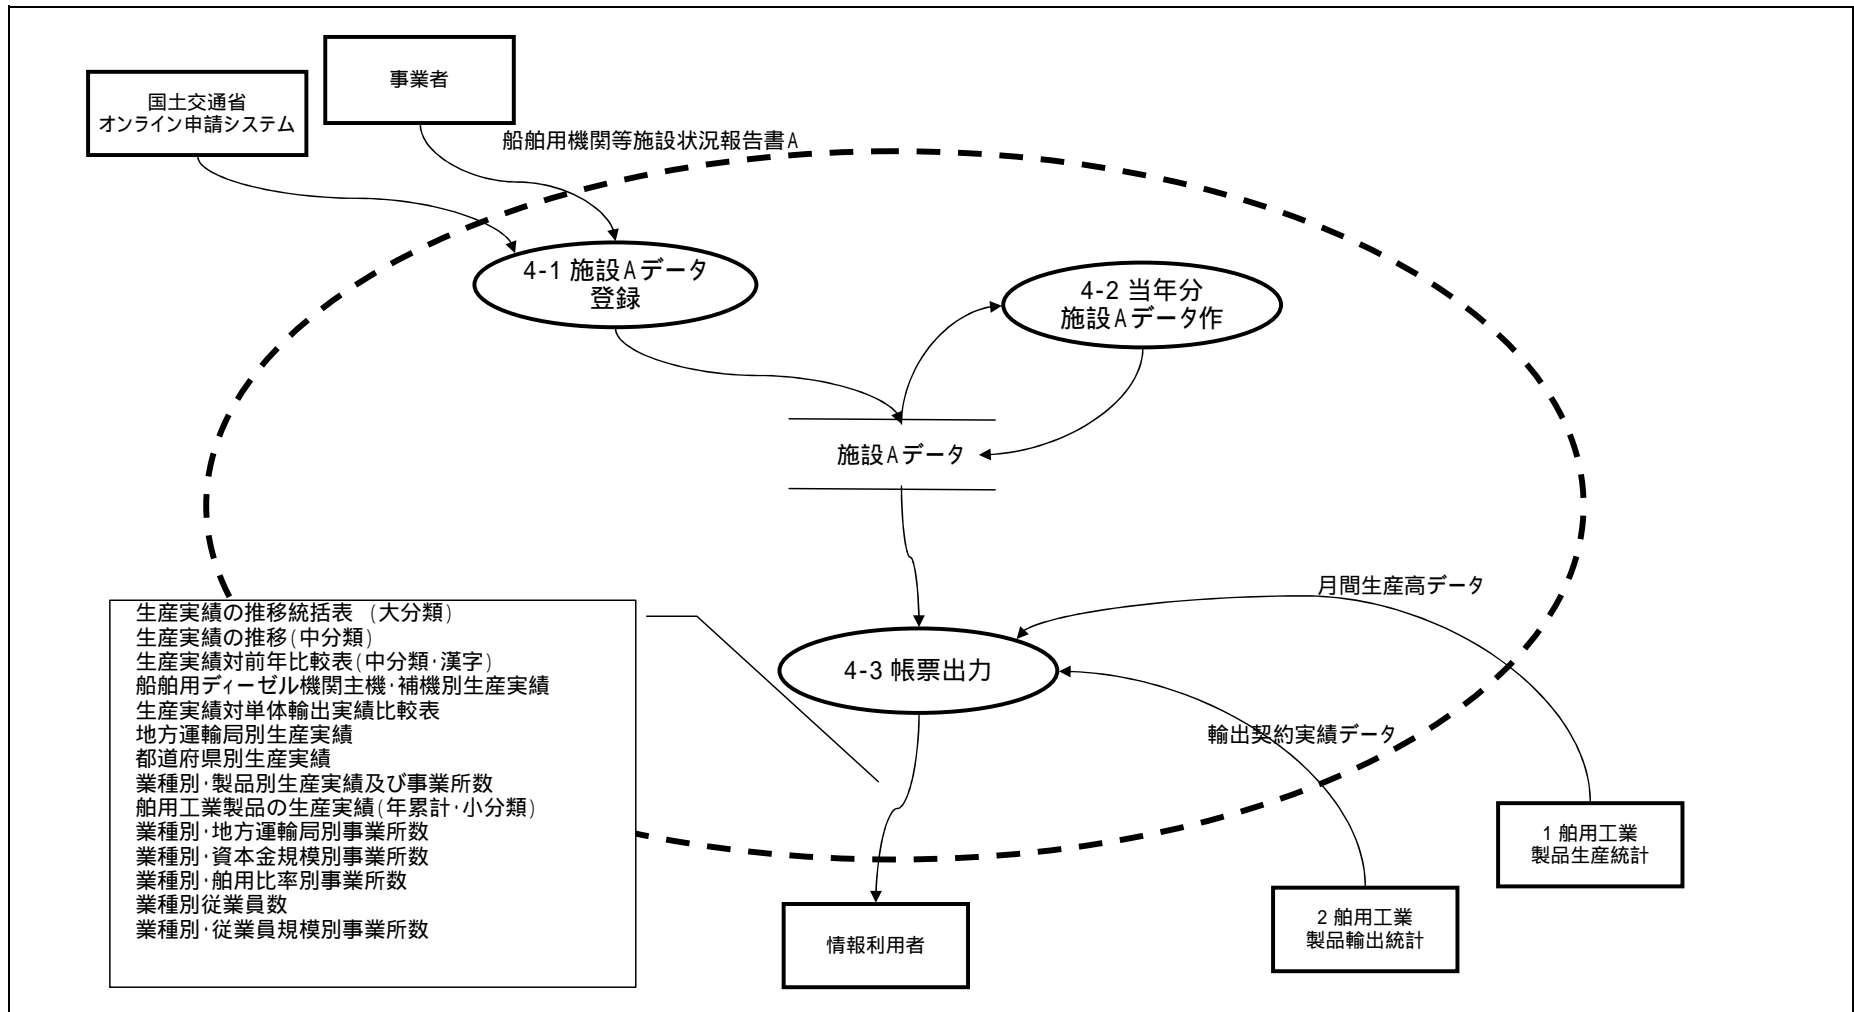 事業者
国土交通省
オンライン申請システム
船舶用機関等施設状況報告書A
4-1 施設Aデータ
登録
4-2 当年分
施設Aデータ作
施設Aデータ
月間生産高データ
4-3 帳票出力
輸出契約実績データ
生産実績の推移統括表 (大分類)
生産実績の推移(中分類)
生産実績対前年比較表(中分類・漢字)
船舶用ディーゼル機関主機・補機別生産実績
生産実績対単体輸出実績比較表
地方運輸局別生産実績
都道府県別生産実績
業種別・製品別生産実績及び事業所数
舶用工業製品の生産実績(年累計・小分類)
業種別・地方運輸局別事業所数
業種別・資本金規模別事業所数
業種別・舶用比率別事業所数
業種別従業員数
業種別・従業員規模別事業所数
1 舶用工業
製品生産統計
2 舶用工業
製品輸出統計
情報利用者